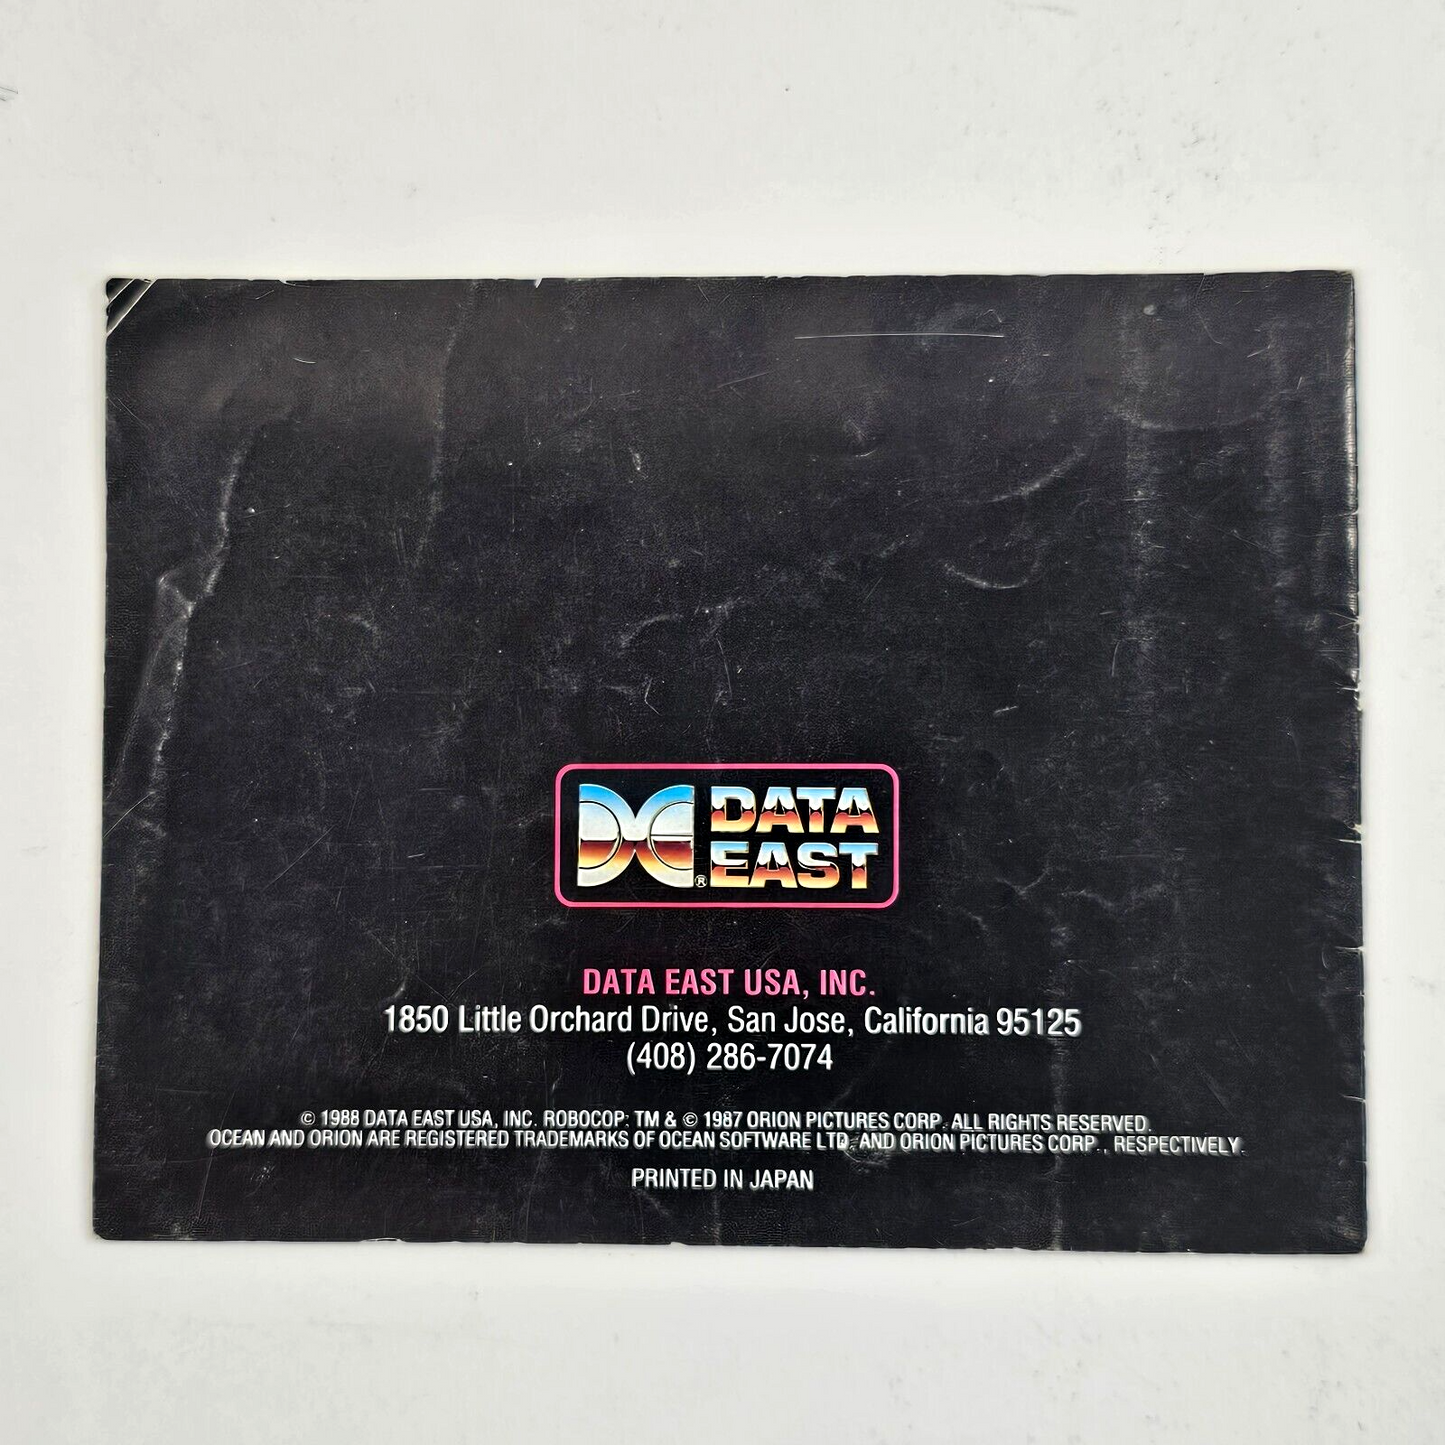 DATA
EAST
®
DATA EAST USA, INC.
1850 Little Orchard Drive, San Jose, California 95125
(408) 286-7074
© 1988 DATA EAST USA, INC. ROBOCOP: TM & © 1987 ORION PICTURES CORP. ALL RIGHTS RESERVED.
OCEAN AND ORION ARE REGISTERED TRADEMARKS OF OCEAN SOFTWARE LTD. AND ORION PICTURES CORP., RESPECTIVELY.
PRINTED IN JAPAN